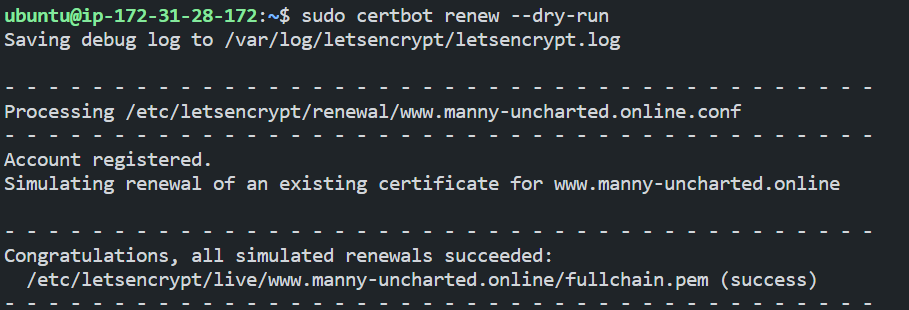 ubuntu@ip-172-31-28-172:~$ sudo certbot renew --dry-run
Saving debug log to /var/log/letsencrypt/letsencrypt.log
- - - - - - - - - - - - - - - - - - - - - - - - - - - - - - - - - - - - - - - -
Processing /etc/letsencrypt/renewal/www.manny-uncharted.online.conf
- - - - - - - - - - - - - - - - - - - - - - - - - - - - - - - - - - - - - - - -
Account registered.
Simulating renewal of an existing certificate for www.manny-uncharted.online
- - - - - - - - - - - - - - - - - - - - - - - - - - - - - - - - - - - - - - - -
Congratulations, all simulated renewals succeeded:
  /etc/letsencrypt/live/www.manny-uncharted.online/fullchain.pem (success)
- - - - - - - - - - - - - - - - - - - - - - - - - - - - - - - - - - - - - - - -